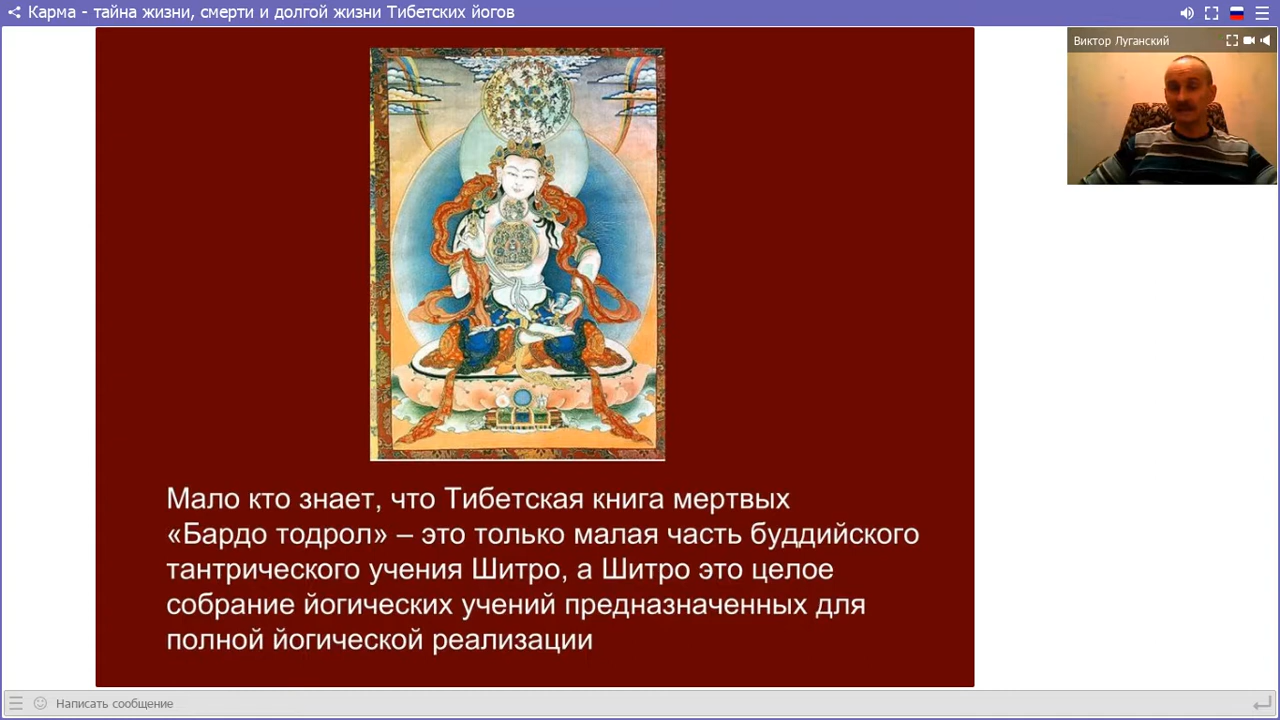 Карма - тайна жизни, смерти и долгой жизни Тибетских йогов
Виктор Луганский
Мало кто знает, что Тибетская книга мертвых
«Бардо тодрол» – это только малая часть буддийского
тантрического учения Шитро, а Шитро это целое
собрание йогических учений предназначенных для
полной йогической реализации
Написать сообщение